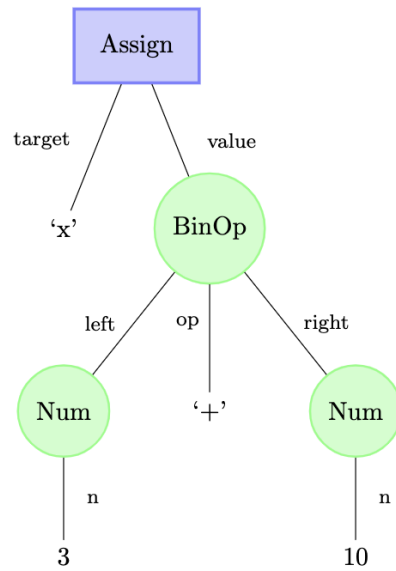 Assign
target
value
‘x’
BinOp
left
op
right
Num
‘+’
Num
n
n
3
10